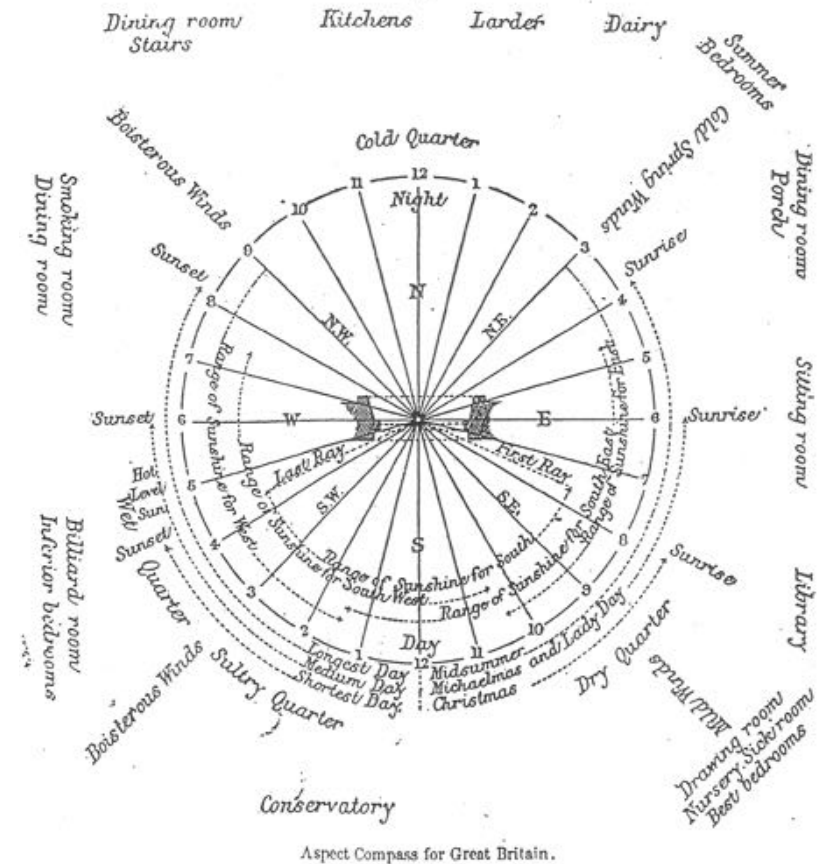 Dining room
Stairs
Kitchens
Larder
Dairy
Summer
Bedrooms
Boisterous Winds
Cold Quarter
Cold Spring
Winds
Dining room
Porch
Smoking room
Dining room
12
Night
11
1
10
2
9
3
Sunset
Sunrise
8
4
N
N.W.
N.E.
7
5
Sunset
6
W
E
6
Sunrise
Sitting room
Range of Sunshine for West
Range of Sunshine for East
Last Ray
First Ray
Hot
Level
Sun
Wet
Quarter
5
S.W.
S.E.
Range of Sunshine for South West
Range of Sunshine for South East
Range of Sunshine for South
S
Sunset
4
8
Sunrise
3
9
2
10
1
11
Day
12
Billiard room
Inferior bedrooms
Library
Longest Day
Medium Day
Shortest Day
Midsummer
Michaelmas and Lady Day
Christmas
Dry Quarter
Sultry Quarter
Boisterous Winds
Mild Winds
Drawing room
Nursery Sick room
Best bedrooms
Conservatory
Aspect Compass for Great Britain.